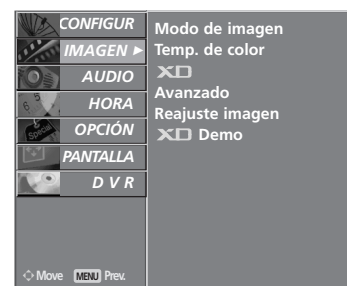 CONFIGUR
IMAGEN ►
AUDIO
HORA
OPCIÓN
PANTALLA
D V R
Modo de imagen
Temp. de color
XD
Avanzado
Reajuste imagen
XD Demo
Move MENU Prev.
Special